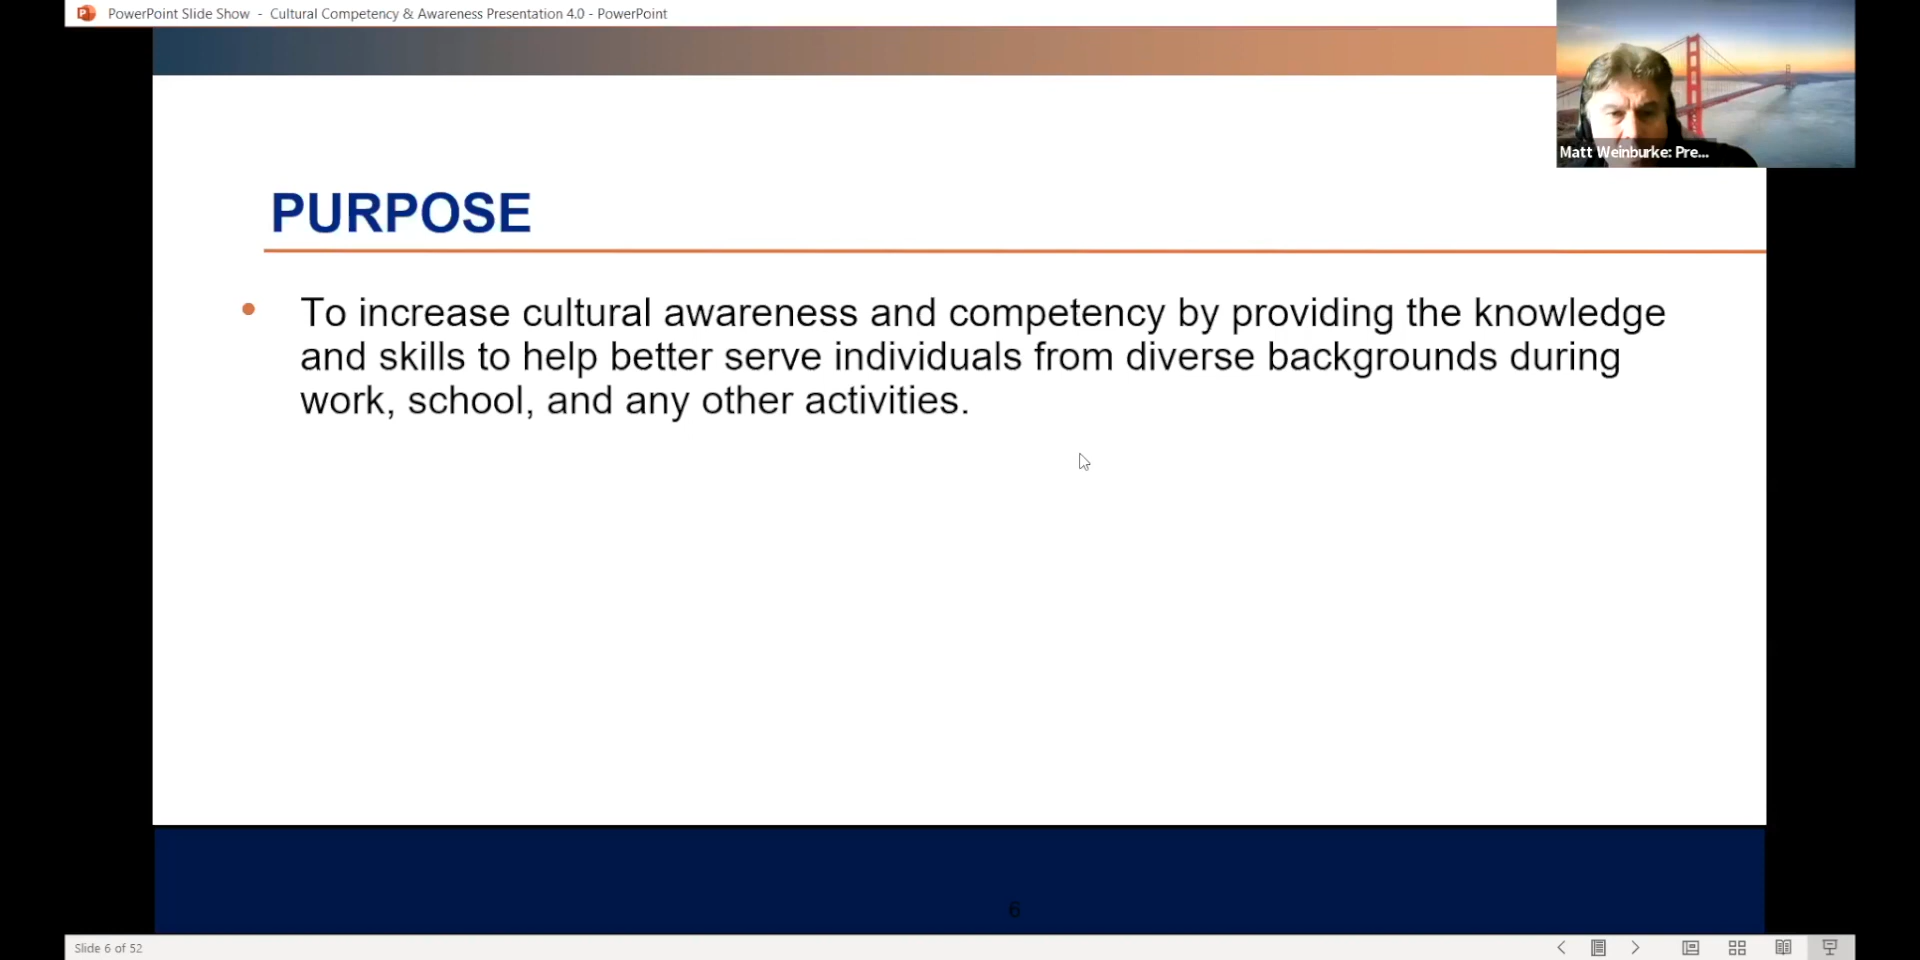 PowerPoint Slide Show - Cultural Competency & Awareness Presentation 4.0 - PowerPoint
Matt Weinburke: Pre...
PURPOSE
• To increase cultural awareness and competency by providing the knowledge
and skills to help better serve individuals from diverse backgrounds during
work, school, and any other activities.
6
Slide 6 of 52